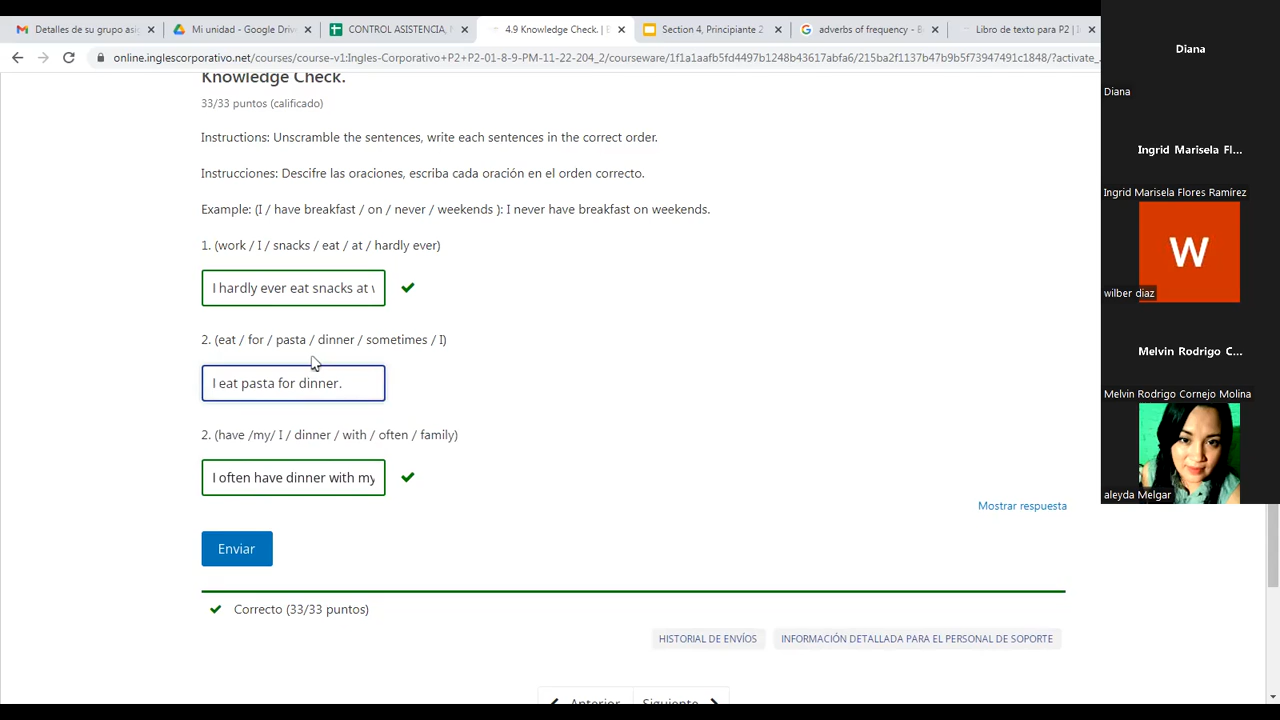 Detalles de su grupo asi
Mi unidad - Google Drive
CONTROL ASISTENCIA,
4.9 Knowledge Check. |
Section 4, Principiante 2
adverbs of frequency - B
Libro de texto para P2 |
online.inglescorporativo.net/courses/course-v1:Ingles-Corporativo+P2+P2-01-8-9-PM-11-22-204_2/courseware/1f1a1aafb5fd4497b1248b43617abfa6/215ba2f1137b47b9b5f73947491c1848/?activate_
Knowledge Check.
33/33 puntos (calificado)
Instructions: Unscramble the sentences, write each sentences in the correct order.
Instrucciones: Descifre las oraciones, escriba cada oración en el orden correcto.
Example: (I / have breakfast / on / never / weekends ): I never have breakfast on weekends.
1. (work / I / snacks / eat / at / hardly ever)
I hardly ever eat snacks at
2. (eat / for / pasta / dinner / sometimes / I)
I eat pasta for dinner.
2. (have /my/ I / dinner / with / often / family)
I often have dinner with my
Mostrar respuesta
Enviar
Correcto (33/33 puntos)
HISTORIAL DE ENVÍOS
INFORMACIÓN DETALLADA PARA EL PERSONAL DE SOPORTE
Anterior
Siguiente
Diana
Diana
Ingrid Marisela Fl...
Ingrid Marisela Flores Ramírez
W
wilber diaz
Melvin Rodrigo C...
Melvin Rodrigo Cornejo Molina
aleyda Melgar